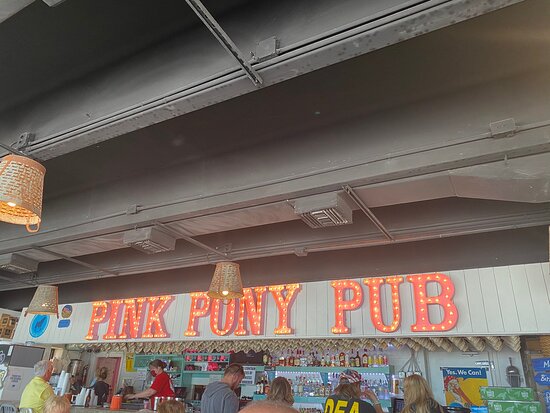 PINK PONY PUB
Yes, We Can!
DEA